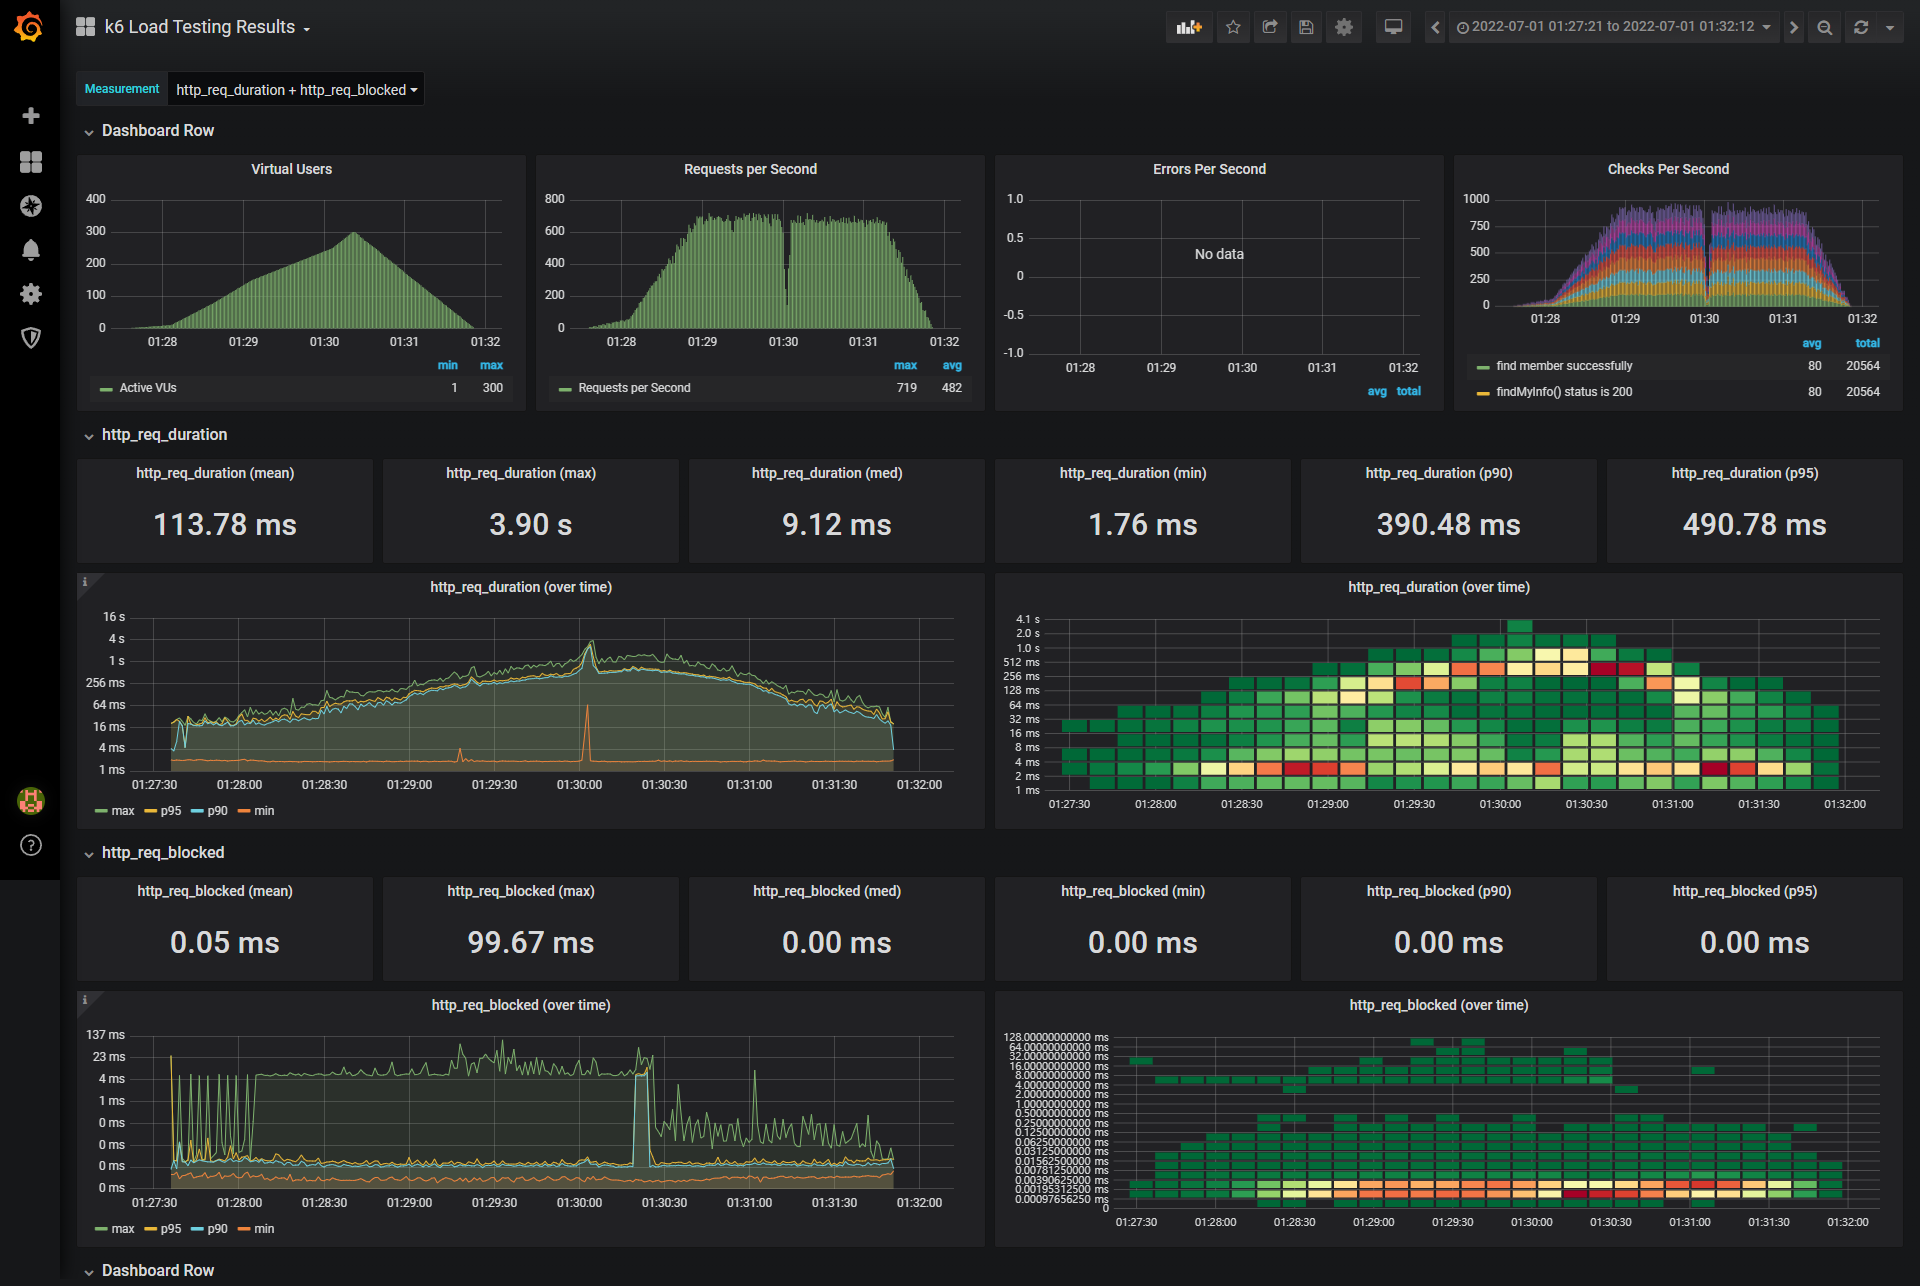 k6 Load Testing Results
2022-07-01 01:27:21 to 2022-07-01 01:32:12
Measurement http_req_duration + http_req_blocked
Dashboard Row
Virtual Users
400
300
200
100
0
01:28 01:29 01:30 01:31 01:32
min max
Active VUs 1 300
Requests per Second
800
600
400
200
0
01:28 01:29 01:30 01:31 01:32
max avg
Requests per Second 719 482
Errors Per Second
1.0
0.5
0
-0.5
-1.0
No data
01:28 01:29 01:30 01:31 01:32
avg total
Checks Per Second
1000
750
500
250
0
01:28 01:29 01:30 01:31 01:32
avg total
find member successfully 80 20564
findMyInfo() status is 200 80 20564
http_req_duration
http_req_duration (mean)
113.78 ms
http_req_duration (max)
3.90 s
http_req_duration (med)
9.12 ms
http_req_duration (min)
1.76 ms
http_req_duration (p90)
390.48 ms
http_req_duration (p95)
490.78 ms
http_req_duration (over time)
16 s
4 s
1 s
256 ms
64 ms
16 ms
4 ms
1 ms
01:27:30 01:28:00 01:28:30 01:29:00 01:29:30 01:30:00 01:30:30 01:31:00 01:31:30 01:32:00
max p95 p90 min
http_req_duration (over time)
4.1 s
2.0 s
1.0 s
512 ms
256 ms
128 ms
64 ms
32 ms
16 ms
8 ms
4 ms
2 ms
1 ms
01:27:30 01:28:00 01:28:30 01:29:00 01:29:30 01:30:00 01:30:30 01:31:00 01:31:30 01:32:00
http_req_blocked
http_req_blocked (mean)
0.05 ms
http_req_blocked (max)
99.67 ms
http_req_blocked (med)
0.00 ms
http_req_blocked (min)
0.00 ms
http_req_blocked (p90)
0.00 ms
http_req_blocked (p95)
0.00 ms
http_req_blocked (over time)
137 ms
23 ms
4 ms
1 ms
0 ms
0 ms
0 ms
0 ms
01:27:30 01:28:00 01:28:30 01:29:00 01:29:30 01:30:00 01:30:30 01:31:00 01:31:30 01:32:00
max p95 p90 min
http_req_blocked (over time)
128.00000000000 ms
64.00000000000 ms
32.00000000000 ms
16.00000000000 ms
8.00000000000 ms
4.00000000000 ms
2.00000000000 ms
1.00000000000 ms
0.50000000000 ms
0.25000000000 ms
0.12500000000 ms
0.06250000000 ms
0.03125000000 ms
0.01562500000 ms
0.00781250000 ms
0.00390625000 ms
0.00195312500 ms
0.00097656250 ms
0
01:27:30 01:28:00 01:28:30 01:29:00 01:29:30 01:30:00 01:30:30 01:31:00 01:31:30 01:32:00
Dashboard Row